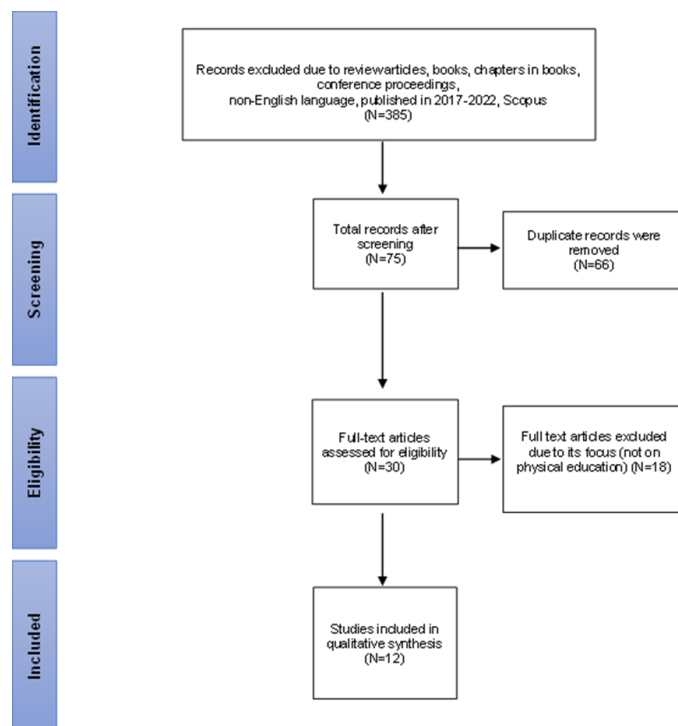 Identification
Records excluded due to reviewarticles, books, chapters in books,
conference proceedings,
non-English language, published in 2017-2022, Scopus
(N=385)
Screening
Total records after
screening
(N=75)
Duplicate records were
removed
(N=66)
Eligibility
Full-text articles
assessed for eligibility
(N=30)
Full text articles excluded
due to its focus (not on
physical education) (N=18)
Included
Studies included in
qualitative synthesis
(N=12)